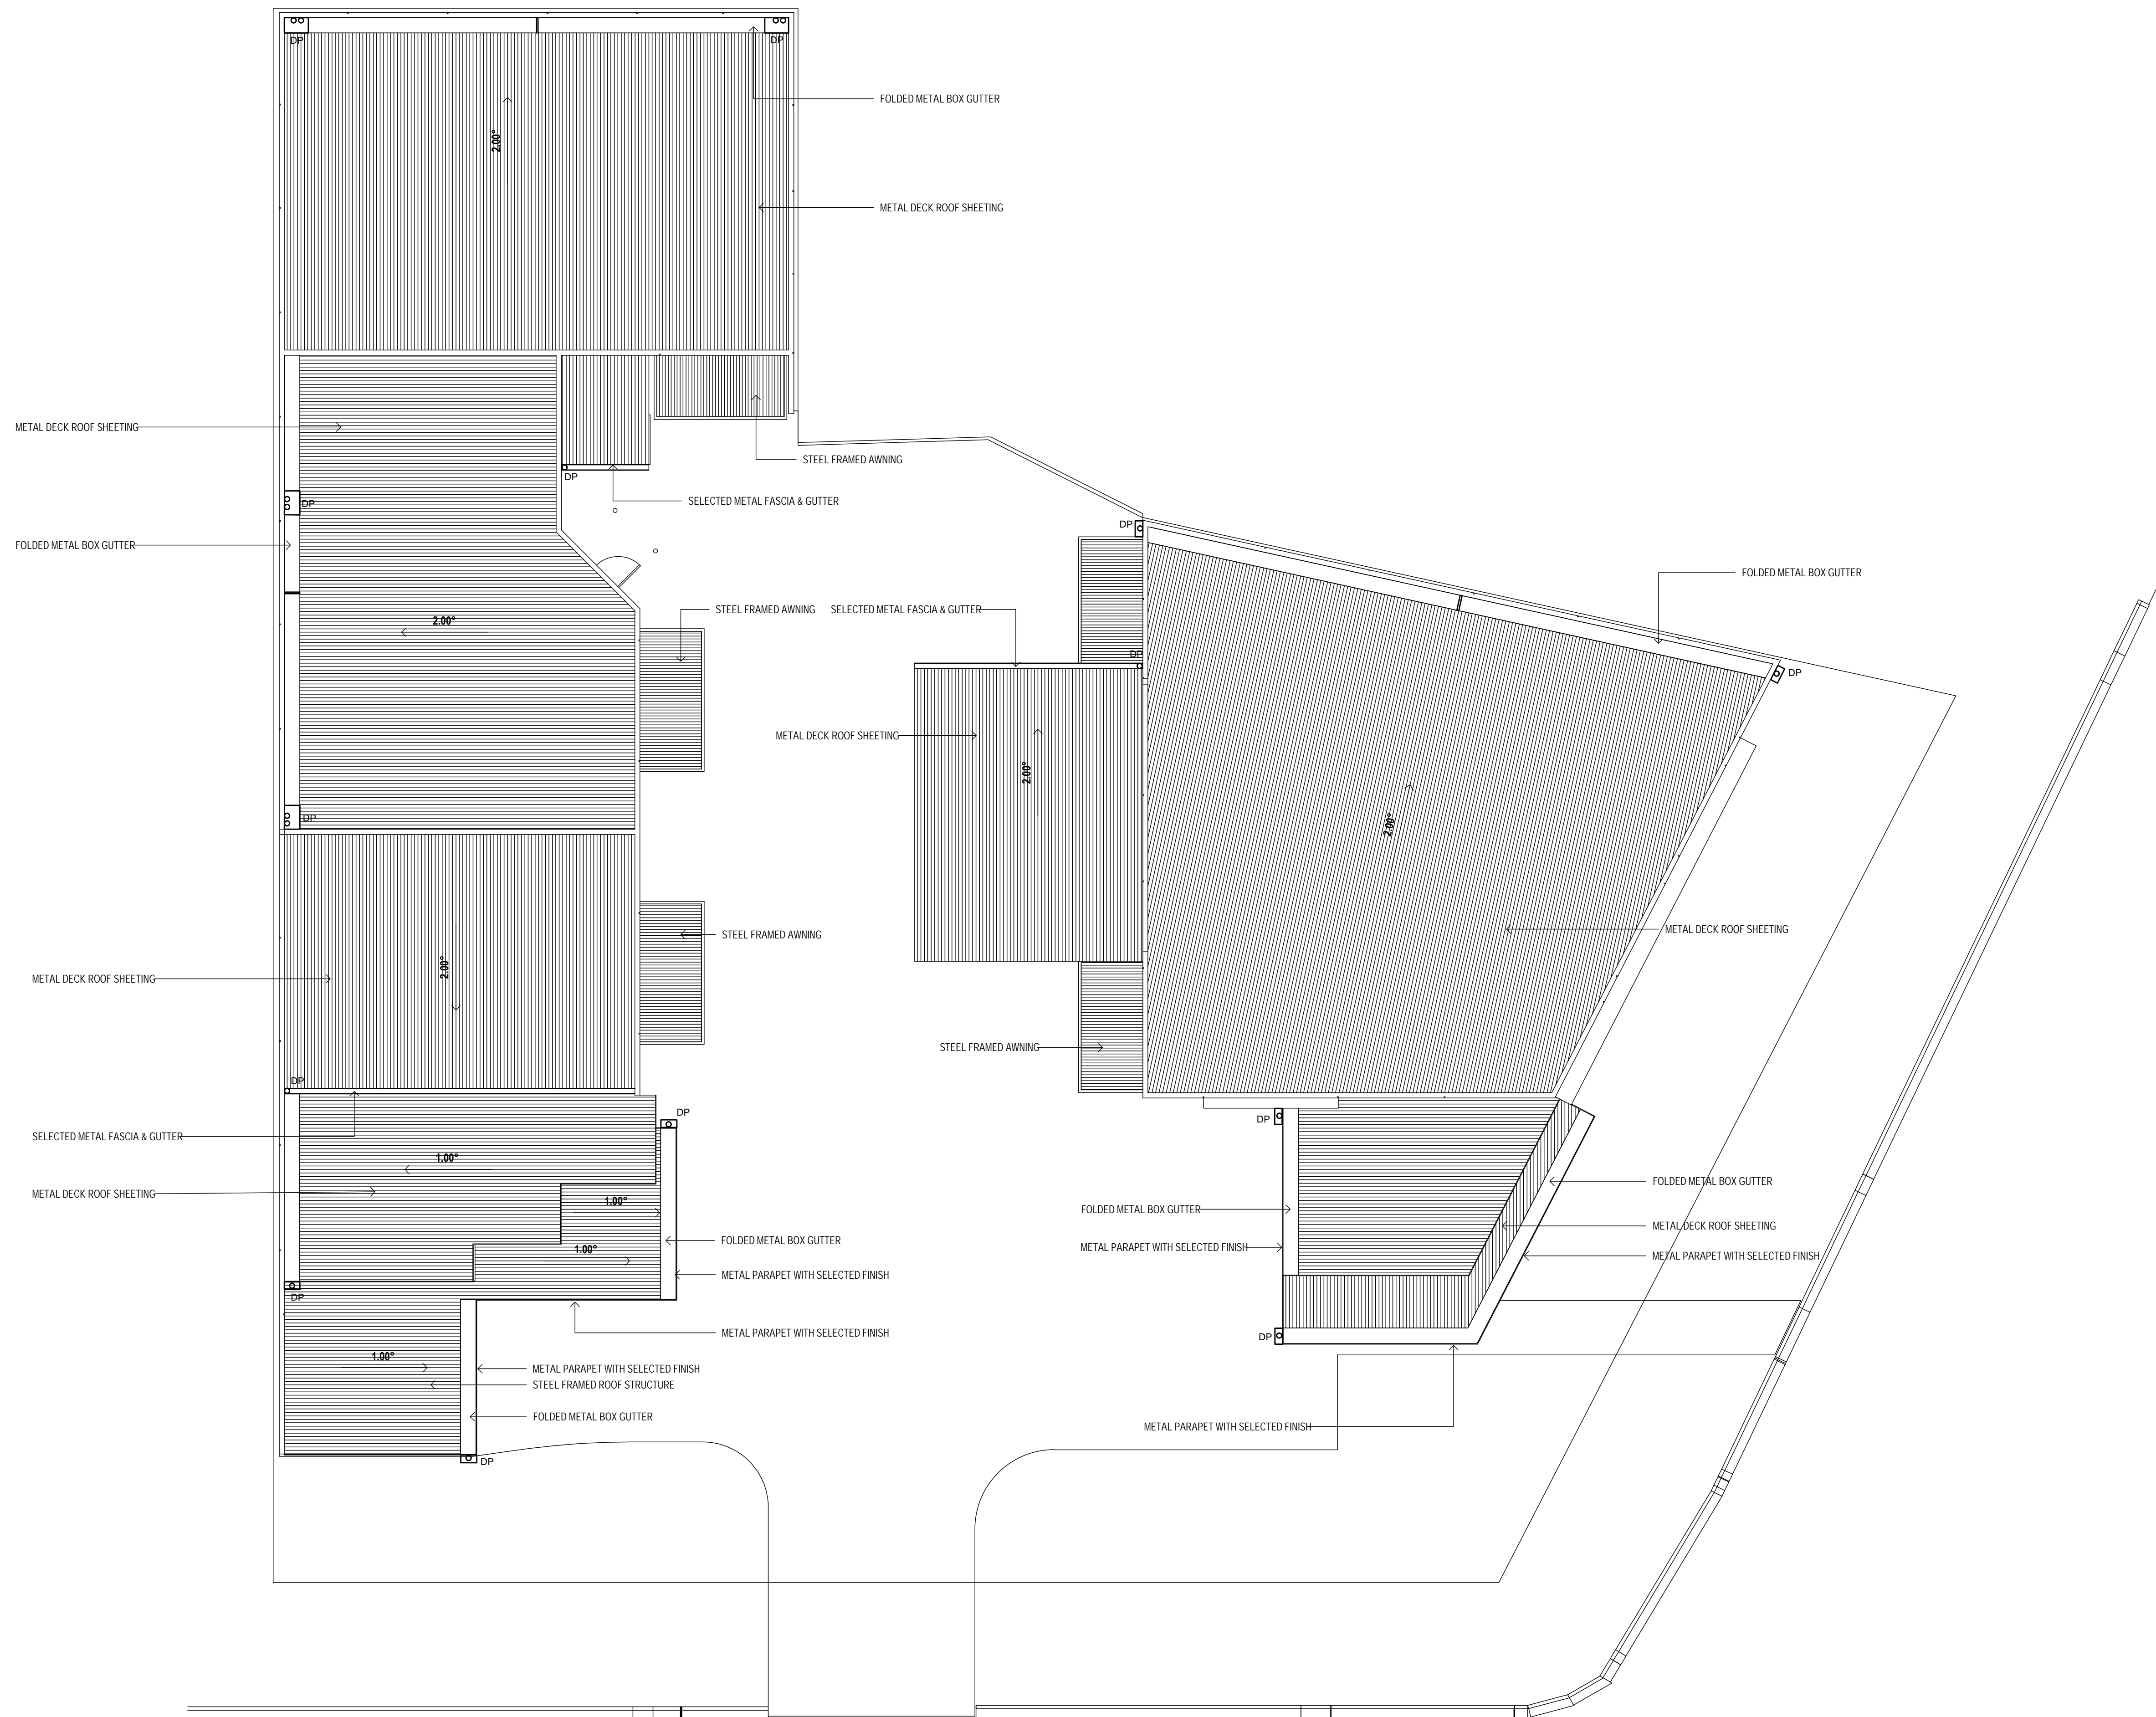 DP
DP
FOLDED METAL BOX GUTTER
2.00°
METAL DECK ROOF SHEETING
METAL DECK ROOF SHEETING
STEEL FRAMED AWNING
DP
SELECTED METAL FASCIA & GUTTER
DP
DP
FOLDED METAL BOX GUTTER
FOLDED METAL BOX GUTTER
STEEL FRAMED AWNING
SELECTED METAL FASCIA & GUTTER
2.00°
DP
DP
METAL DECK ROOF SHEETING
2.00°
DP
2.00°
METAL DECK ROOF SHEETING
STEEL FRAMED AWNING
2.00°
METAL DECK ROOF SHEETING
STEEL FRAMED AWNING
DP
DP
DP
SELECTED METAL FASCIA & GUTTER
1.00°
FOLDED METAL BOX GUTTER
METAL DECK ROOF SHEETING
1.00°
FOLDED METAL BOX GUTTER
METAL DECK ROOF SHEETING
FOLDED METAL BOX GUTTER
1.00°
METAL PARAPET WITH SELECTED FINISH
METAL PARAPET WITH SELECTED FINISH
METAL PARAPET WITH SELECTED FINISH
DP
METAL PARAPET WITH SELECTED FINISH
DP
1.00°
METAL PARAPET WITH SELECTED FINISH
STEEL FRAMED ROOF STRUCTURE
FOLDED METAL BOX GUTTER
METAL PARAPET WITH SELECTED FINISH
DP